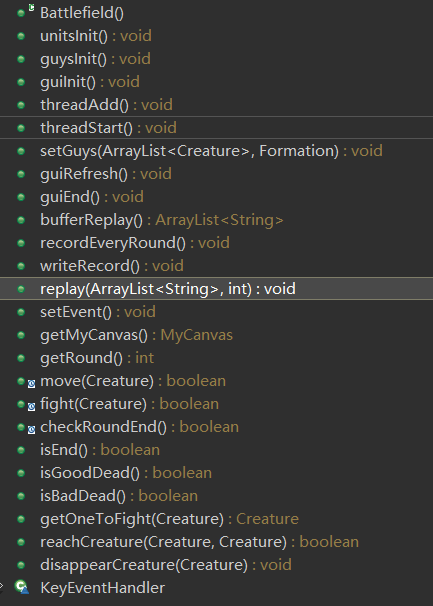 Battlefield()
unitsInit() : void
guysInit() : void
guiInit() : void
threadAdd() : void
threadStart() : void
setGuys(ArrayList<Creature>, Formation) : void
guiRefresh() : void
guiEnd() : void
bufferReplay() : ArrayList<String>
recordEveryRound() : void
writeRecord() : void
replay(ArrayList<String>, int) : void
setEvent() : void
getMyCanvas() : MyCanvas
getRound() : int
move(Creature) : boolean
fight(Creature) : boolean
checkRoundEnd() : boolean
isEnd() : boolean
isGoodDead() : boolean
isBadDead() : boolean
getOneToFight(Creature) : Creature
reachCreature(Creature, Creature) : boolean
disappearCreature(Creature) : void
KeyEventHandler